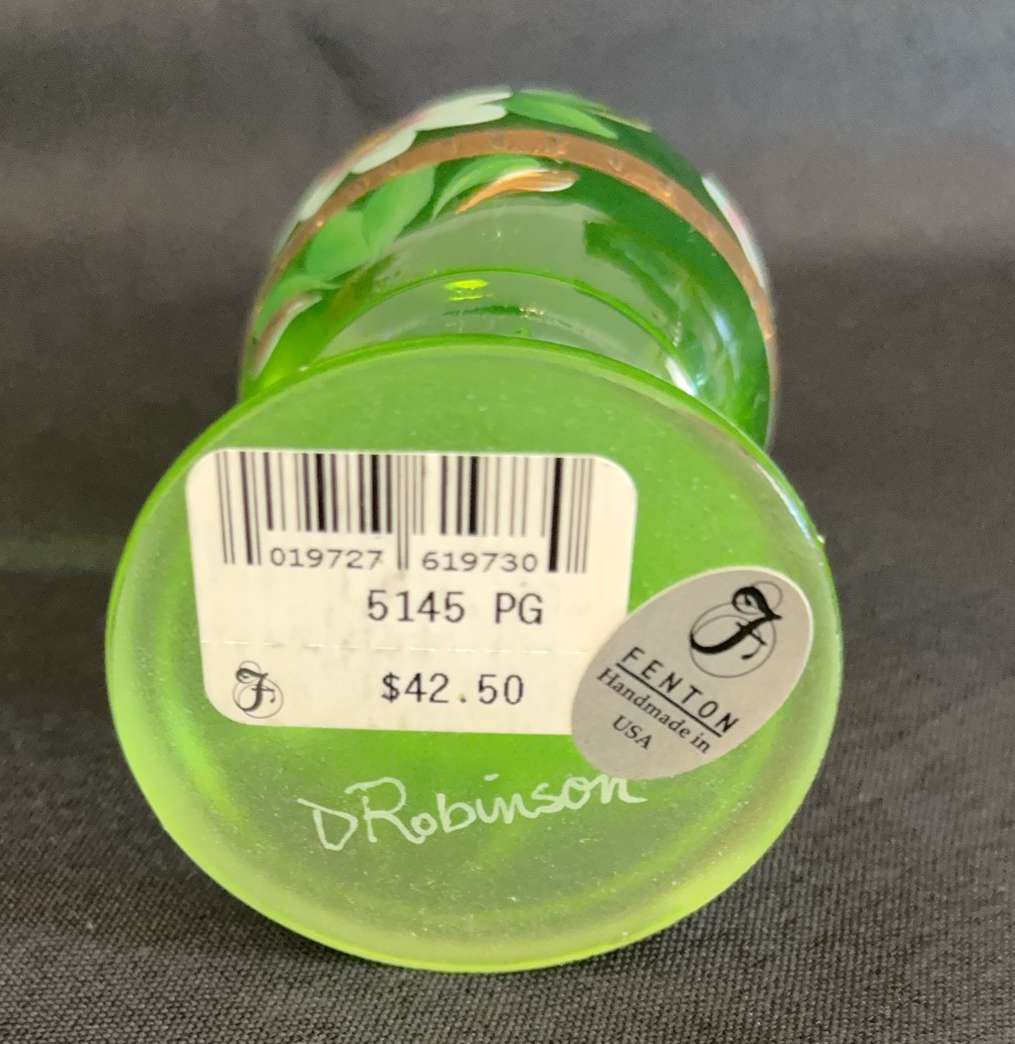 019727 619730
5145 PG
$42.50
F
F
FENTON
Handmade in
USA
DRobinson